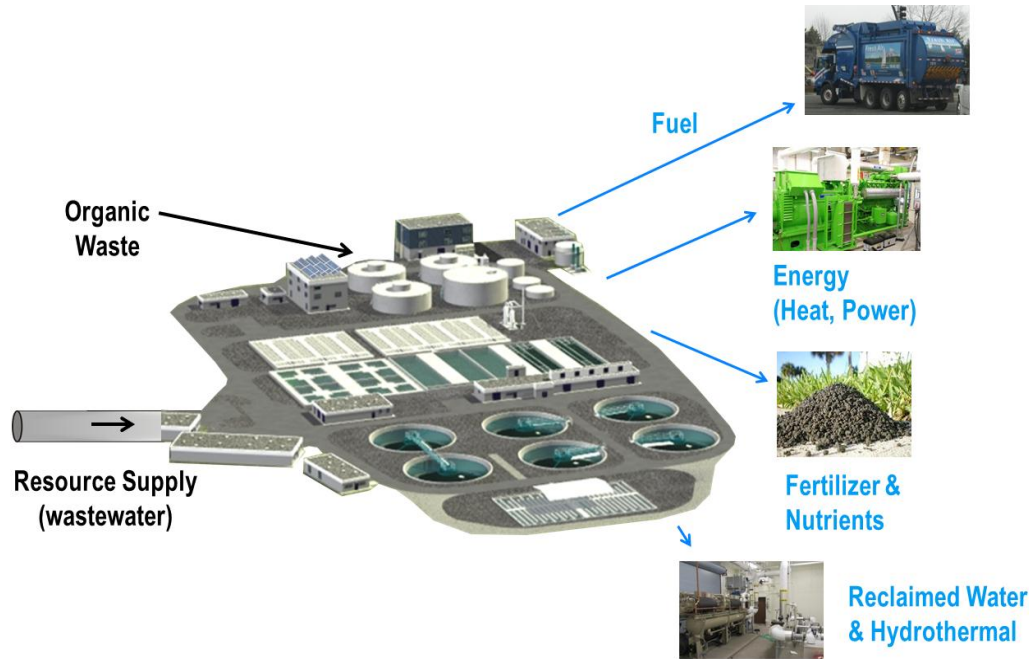 Fuel
Organic
Waste
Energy
(Heat, Power)
Resource Supply
(wastewater)
Fertilizer &
Nutrients
Reclaimed Water
& Hydrothermal